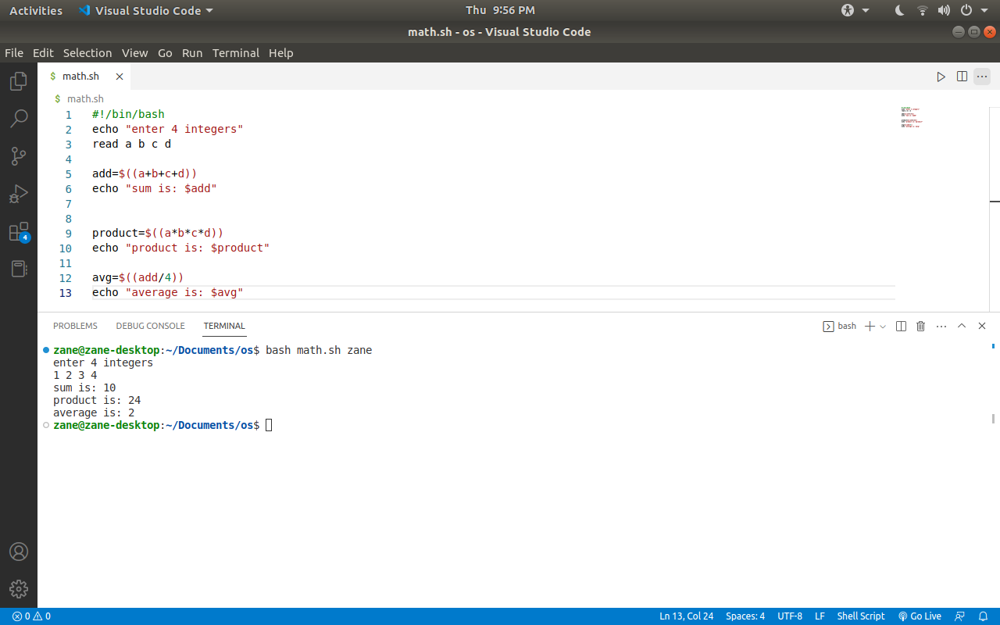 Activities Visual Studio Code Thu 9:56 PM
math.sh - os - Visual Studio Code
File Edit Selection View Go Run Terminal Help
$ math.sh
$ math.sh
1 #!/bin/bash
2 echo "enter 4 integers"
3 read a b c d
4
5 add=$((a+b+c+d))
6 echo "sum is: $add"
7
8
9 product=$((a*b*c*d))
10 echo "product is: $product"
11
12 avg=$((add/4))
13 echo "average is: $avg"
4
PROBLEMS DEBUG CONSOLE TERMINAL bash
zane@zane-desktop:~/Documents/os$ bash math.sh zane
enter 4 integers
1 2 3 4
sum is: 10
product is: 24
average is: 2
zane@zane-desktop:~/Documents/os$
0 0 Ln 13, Col 24 Spaces: 4 UTF-8 LF Shell Script Go Live